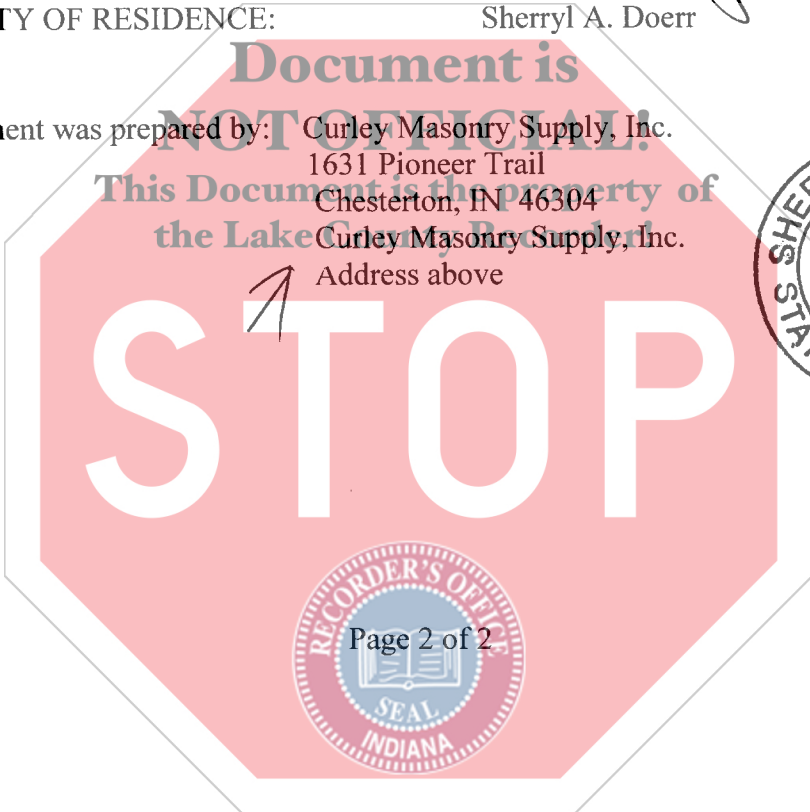 TY OF RESIDENCE: Sherryl A. Doerr
Document is
NOT OFFICIAL!
ent was prepared by: Curley Masonry Supply, Inc.
1631 Pioneer Trail
This Document is the property of
Chesterton, IN 46304
the Lake County Recorder!
Curley Masonry Supply, Inc.
Address above
STOP
RECORDER'S OFFICE
Page 2 of 2
SEAL
INDIANA
SHE
STA